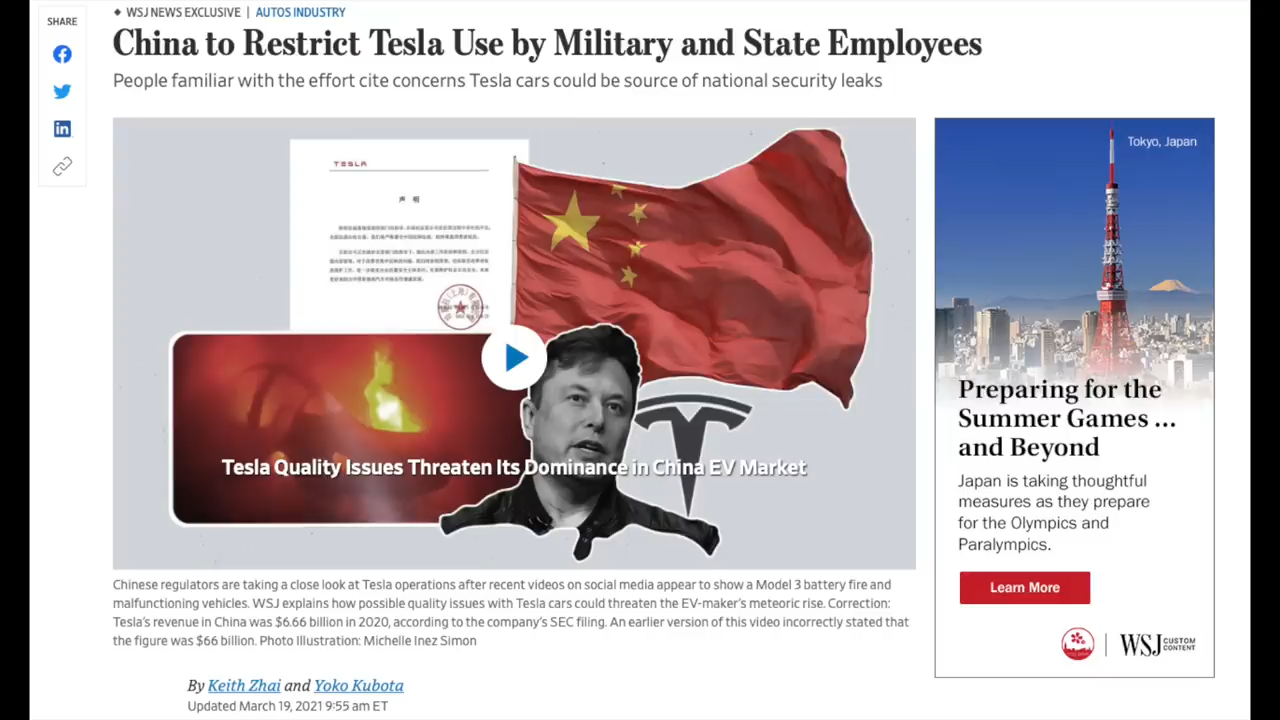 SHARE
◆ WSJ NEWS EXCLUSIVE | AUTOS INDUSTRY
China to Restrict Tesla Use by Military and State Employees
People familiar with the effort cite concerns Tesla cars could be source of national security leaks
TESLA
声 明
Tesla Quality Issues Threaten Its Dominance in China EV Market
Chinese regulators are taking a close look at Tesla operations after recent videos on social media appear to show a Model 3 battery fire and
malfunctioning vehicles. WSJ explains how possible quality issues with Tesla cars could threaten the EV-maker's meteoric rise. Correction:
Tesla's revenue in China was $6.66 billion in 2020, according to the company's SEC filing. An earlier version of this video incorrectly stated that
the figure was $66 billion. Photo Illustration: Michelle Inez Simon
By Keith Zhai and Yoko Kubota
Updated March 19, 2021 9:55 am ET
Tokyo, Japan
Preparing for the
Summer Games ...
and Beyond
Japan is taking thoughtful
measures as they prepare
for the Olympics and
Paralympics.
Learn More
WSJ CUSTOM
CONTENT